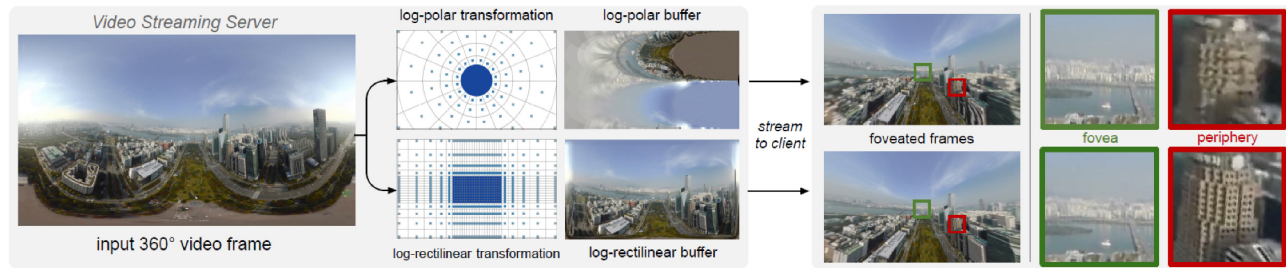 Video Streaming Server
log-polar transformation
log-polar buffer
input 360° video frame
log-rectilinear transformation
log-rectilinear buffer
stream
to client
foveated frames
fovea
periphery